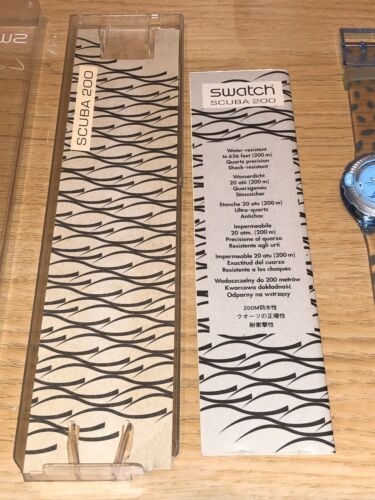 SCUBA 200
swatch
SCUBA 200
Water-resistant
to 656 feet (200 m)
Quartz precision
Shock-resistant
Wasserdicht
20 atü (200 m)
Quarzgenau
Stosssicher
Etanche 20 atu (200 m)
Ultra-quartz
Antichoc
Impermeabile
20 atm. (200 m)
Precisione al quarzo
Resistente agli urti
Impermeable 20 atu (200 m)
Exactitud del cuarzo
Resistente a los choques
Wodoszczelny do 200 metrów
Kwarcowa dokładność
Odporny na wstrząsy
200M防水性
クオーツの正確性
耐衝撃性